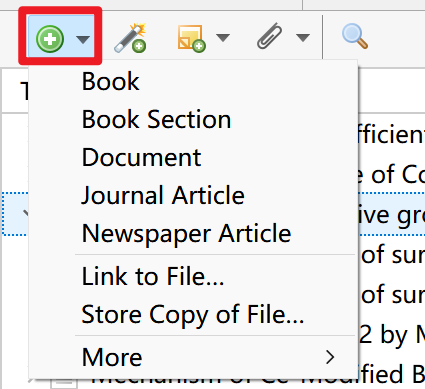 T
Book
Book Section
Document
fficien
Journal Article
e of Co
Newspaper Article
ive gro
Link to File...
of sur
Store Copy of File...
of sur
More
2 by M
Mechanism of Ce-Modified B